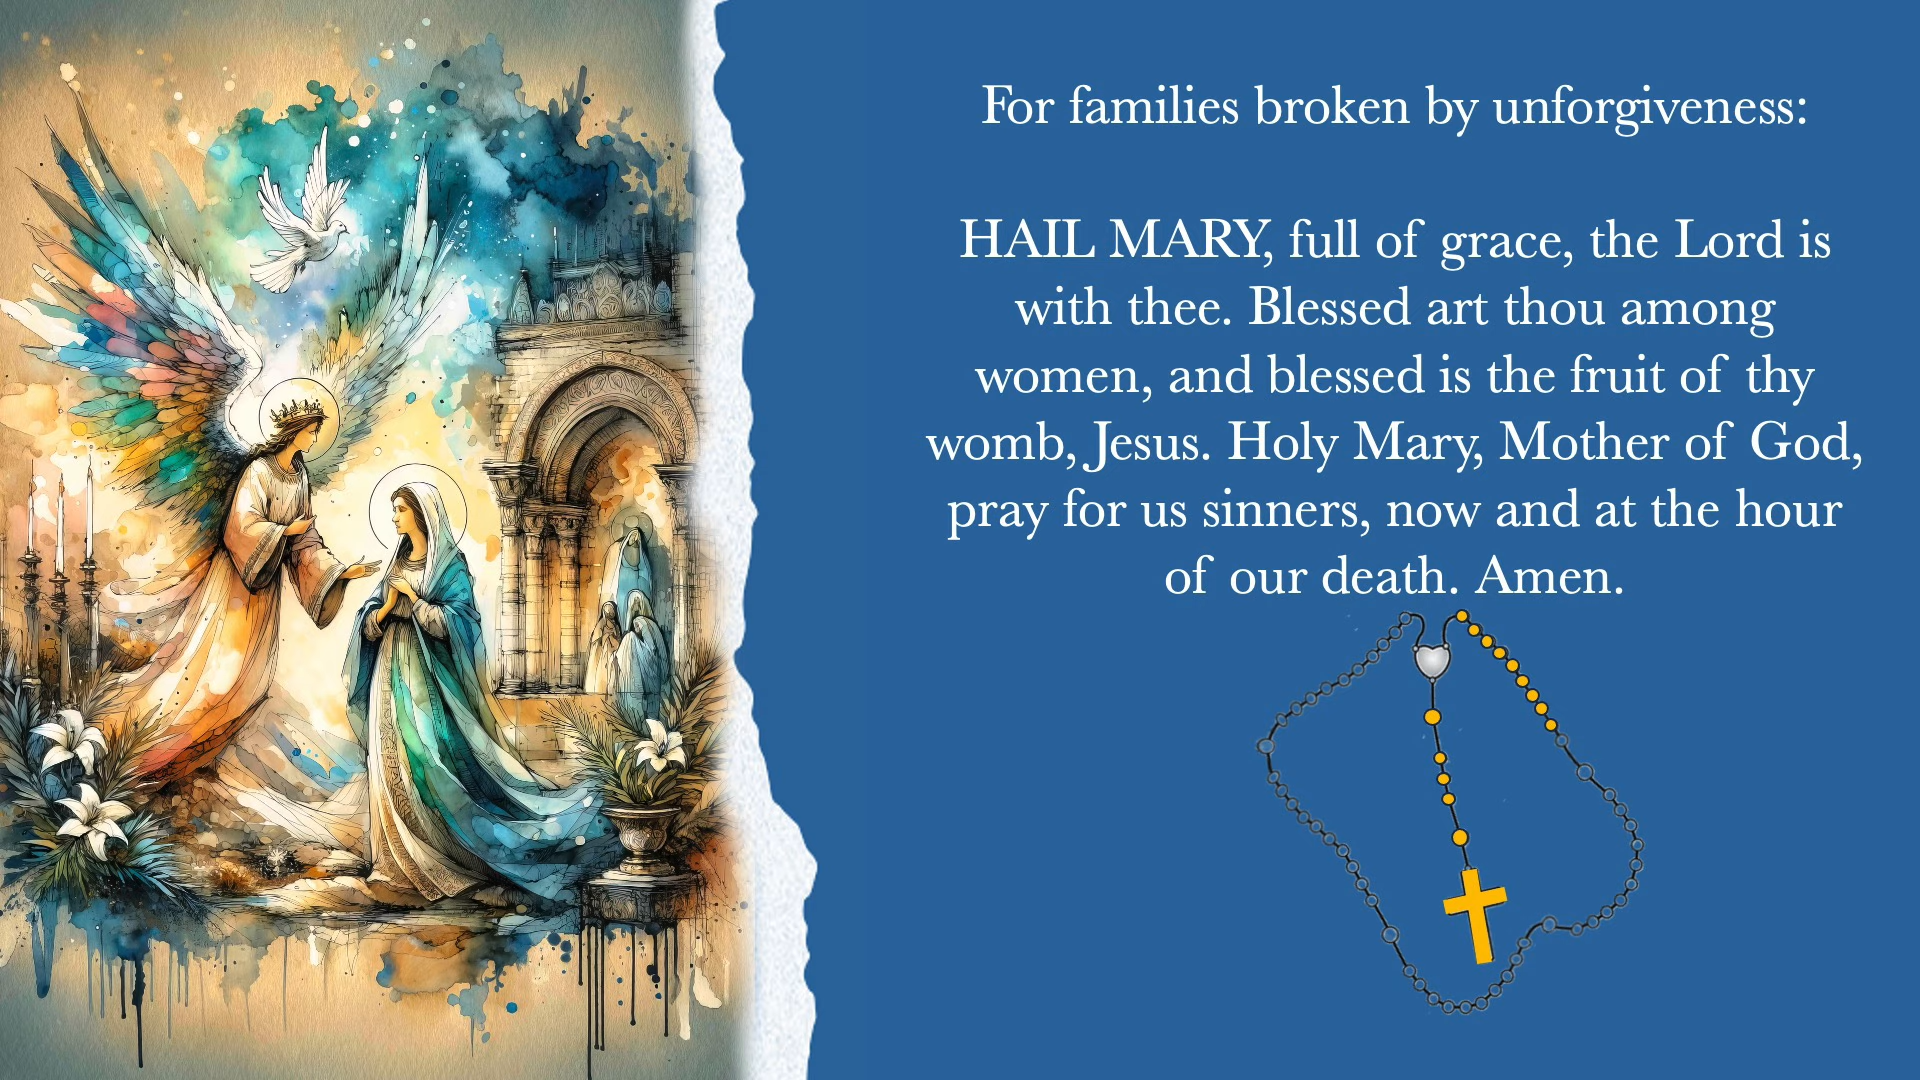 For families broken by unforgiveness:
HAIL MARY, full of grace, the Lord is
with thee. Blessed art thou among
women, and blessed is the fruit of thy
womb, Jesus. Holy Mary, Mother of God,
pray for us sinners, now and at the hour
of our death. Amen.